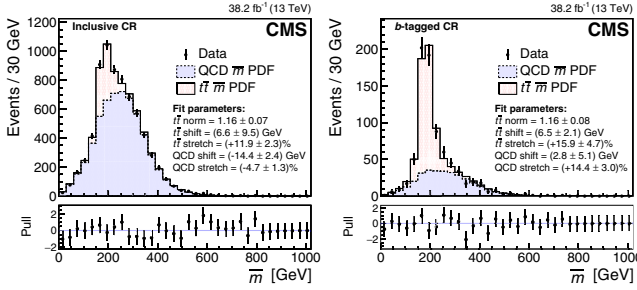 38.2 fb⁻¹ (13 TeV)
Inclusive CR
CMS
Events / 30 GeV
1200
1000
800
600
400
200
0
Data
QCD m̅ PDF
tt̅ m̅ PDF
Fit parameters:
tt̅ norm = 1.16 ± 0.07
tt̅ shift = (6.6 ± 9.5) GeV
tt̅ stretch = (+11.9 ± 2.3)%
QCD shift = (-14.4 ± 2.4) GeV
QCD stretch = (-4.7 ± 1.3)%
Pull
2
0
−2
0 200 400 600 800 1000
m̅ [GeV]
38.2 fb⁻¹ (13 TeV)
b-tagged CR
CMS
Events / 30 GeV
200
150
100
50
0
Data
QCD m̅ PDF
tt̅ m̅ PDF
Fit parameters:
tt̅ norm = 1.16 ± 0.08
tt̅ shift = (6.5 ± 2.1) GeV
tt̅ stretch = (+15.9 ± 4.7)%
QCD shift = (2.8 ± 5.1) GeV
QCD stretch = (+14.4 ± 3.0)%
Pull
2
0
−2
0 200 400 600 800 1000
m̅ [GeV]